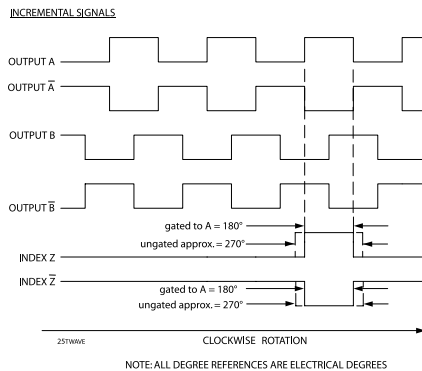 INCREMENTAL SIGNALS
OUTPUT A
OUTPUT A̅
OUTPUT B
OUTPUT B̅
gated to A = 180°
ungated approx. = 270°
INDEX Z
INDEX Z̅
gated to A = 180°
ungated approx. = 270°
25TWAVE
CLOCKWISE ROTATION
NOTE: ALL DEGREE REFERENCES ARE ELECTRICAL DEGREES